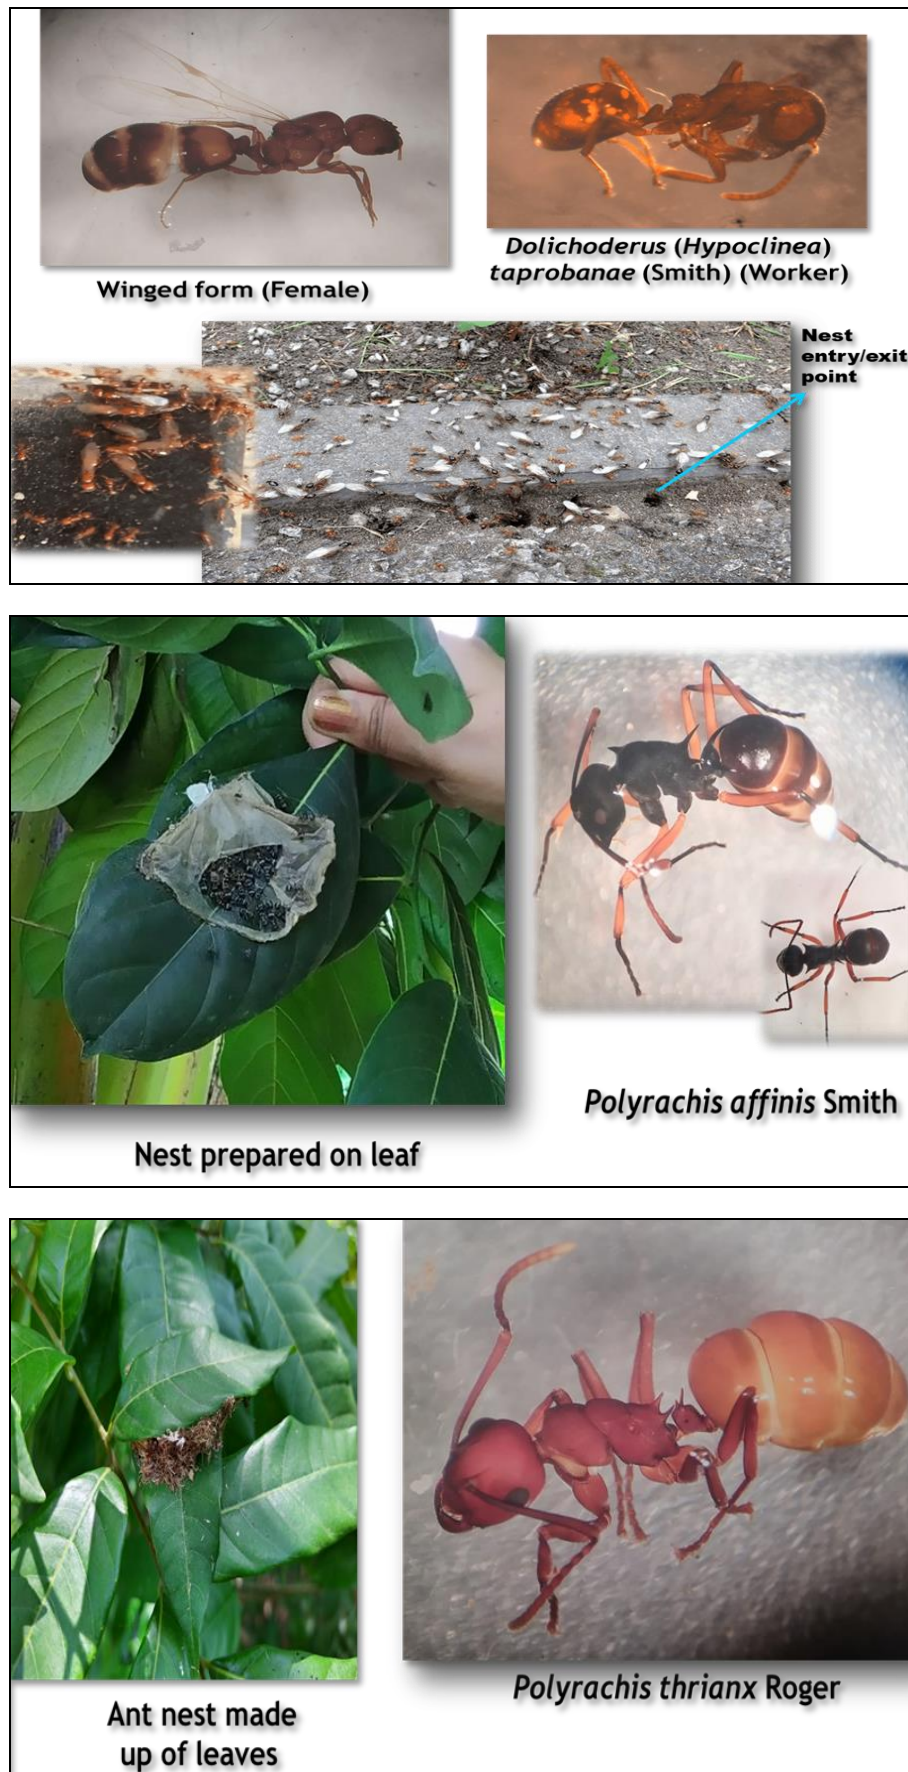 Winged form (Female)
Dolichoderus (Hypoclinea)
taprobanae (Smith) (Worker)
Nest
entry/exit
point
Polyrachis affinis Smith
Nest prepared on leaf
Polyrachis thrianx Roger
Ant nest made
up of leaves